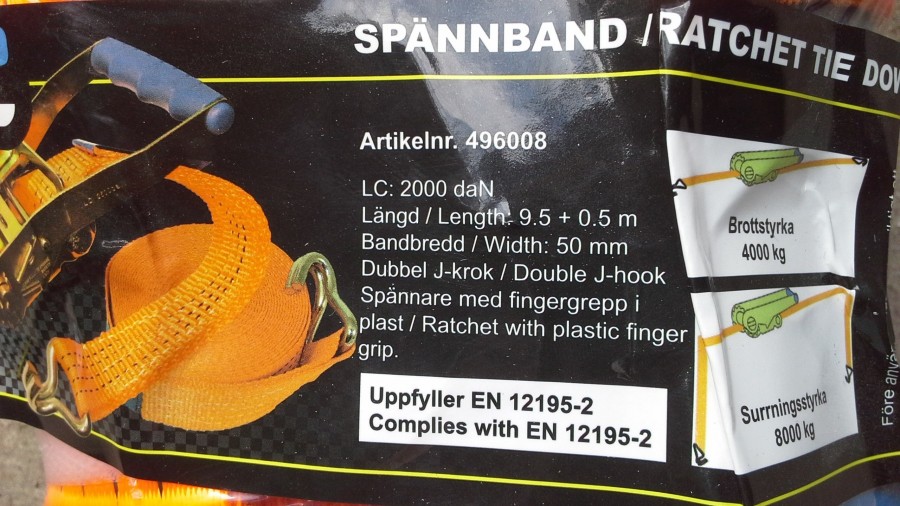 SPÄNNBAND / RATCHET TIE
Artikelnr. 496008
LC: 2000 daN
Längd / Length: 9.5 + 0.5 m
Bandbredd / Width: 50 mm
Dubbel J-krok / Double J-hook
Spännare med fingergrepp i
plast / Ratchet with plastic finger
grip.
Uppfyller EN 12195-2
Complies with EN 12195-2
Brottstyrka
4000 kg
Surrningsstyrka
8000 kg
Före